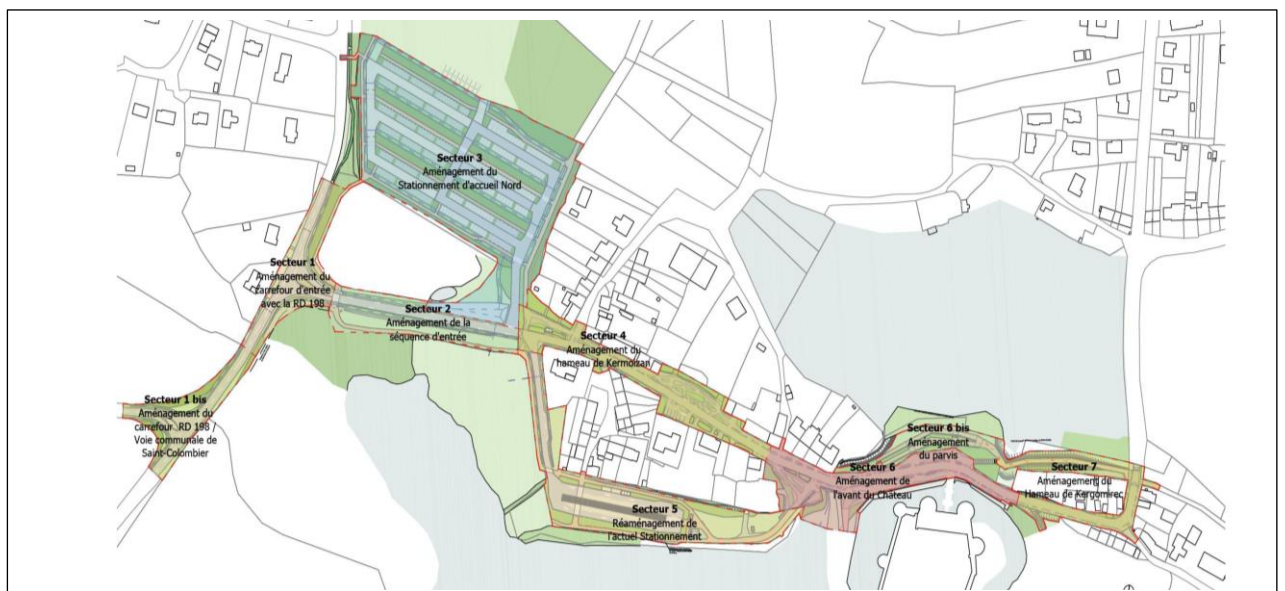 Secteur 3
Aménagement du
Stationnement d'accueil Nord
Secteur 1
Aménagement du
carrefour d'entrée
avec la RD 198
Secteur 2
Aménagement de la
séquence d'entrée
Secteur 4
Aménagement du
hameau de Kermoizan
Secteur 1 bis
Aménagement du
carrefour RD 198 /
Voie communale de
Saint-Colombier
Secteur 6 bis
Aménagement
du parvis
Secteur 6
Aménagement de
l'avant du Château
Secteur 7
Aménagement du
Hameau de Kergomirec
Secteur 5
Réaménagement de
l'actuel Stationnement